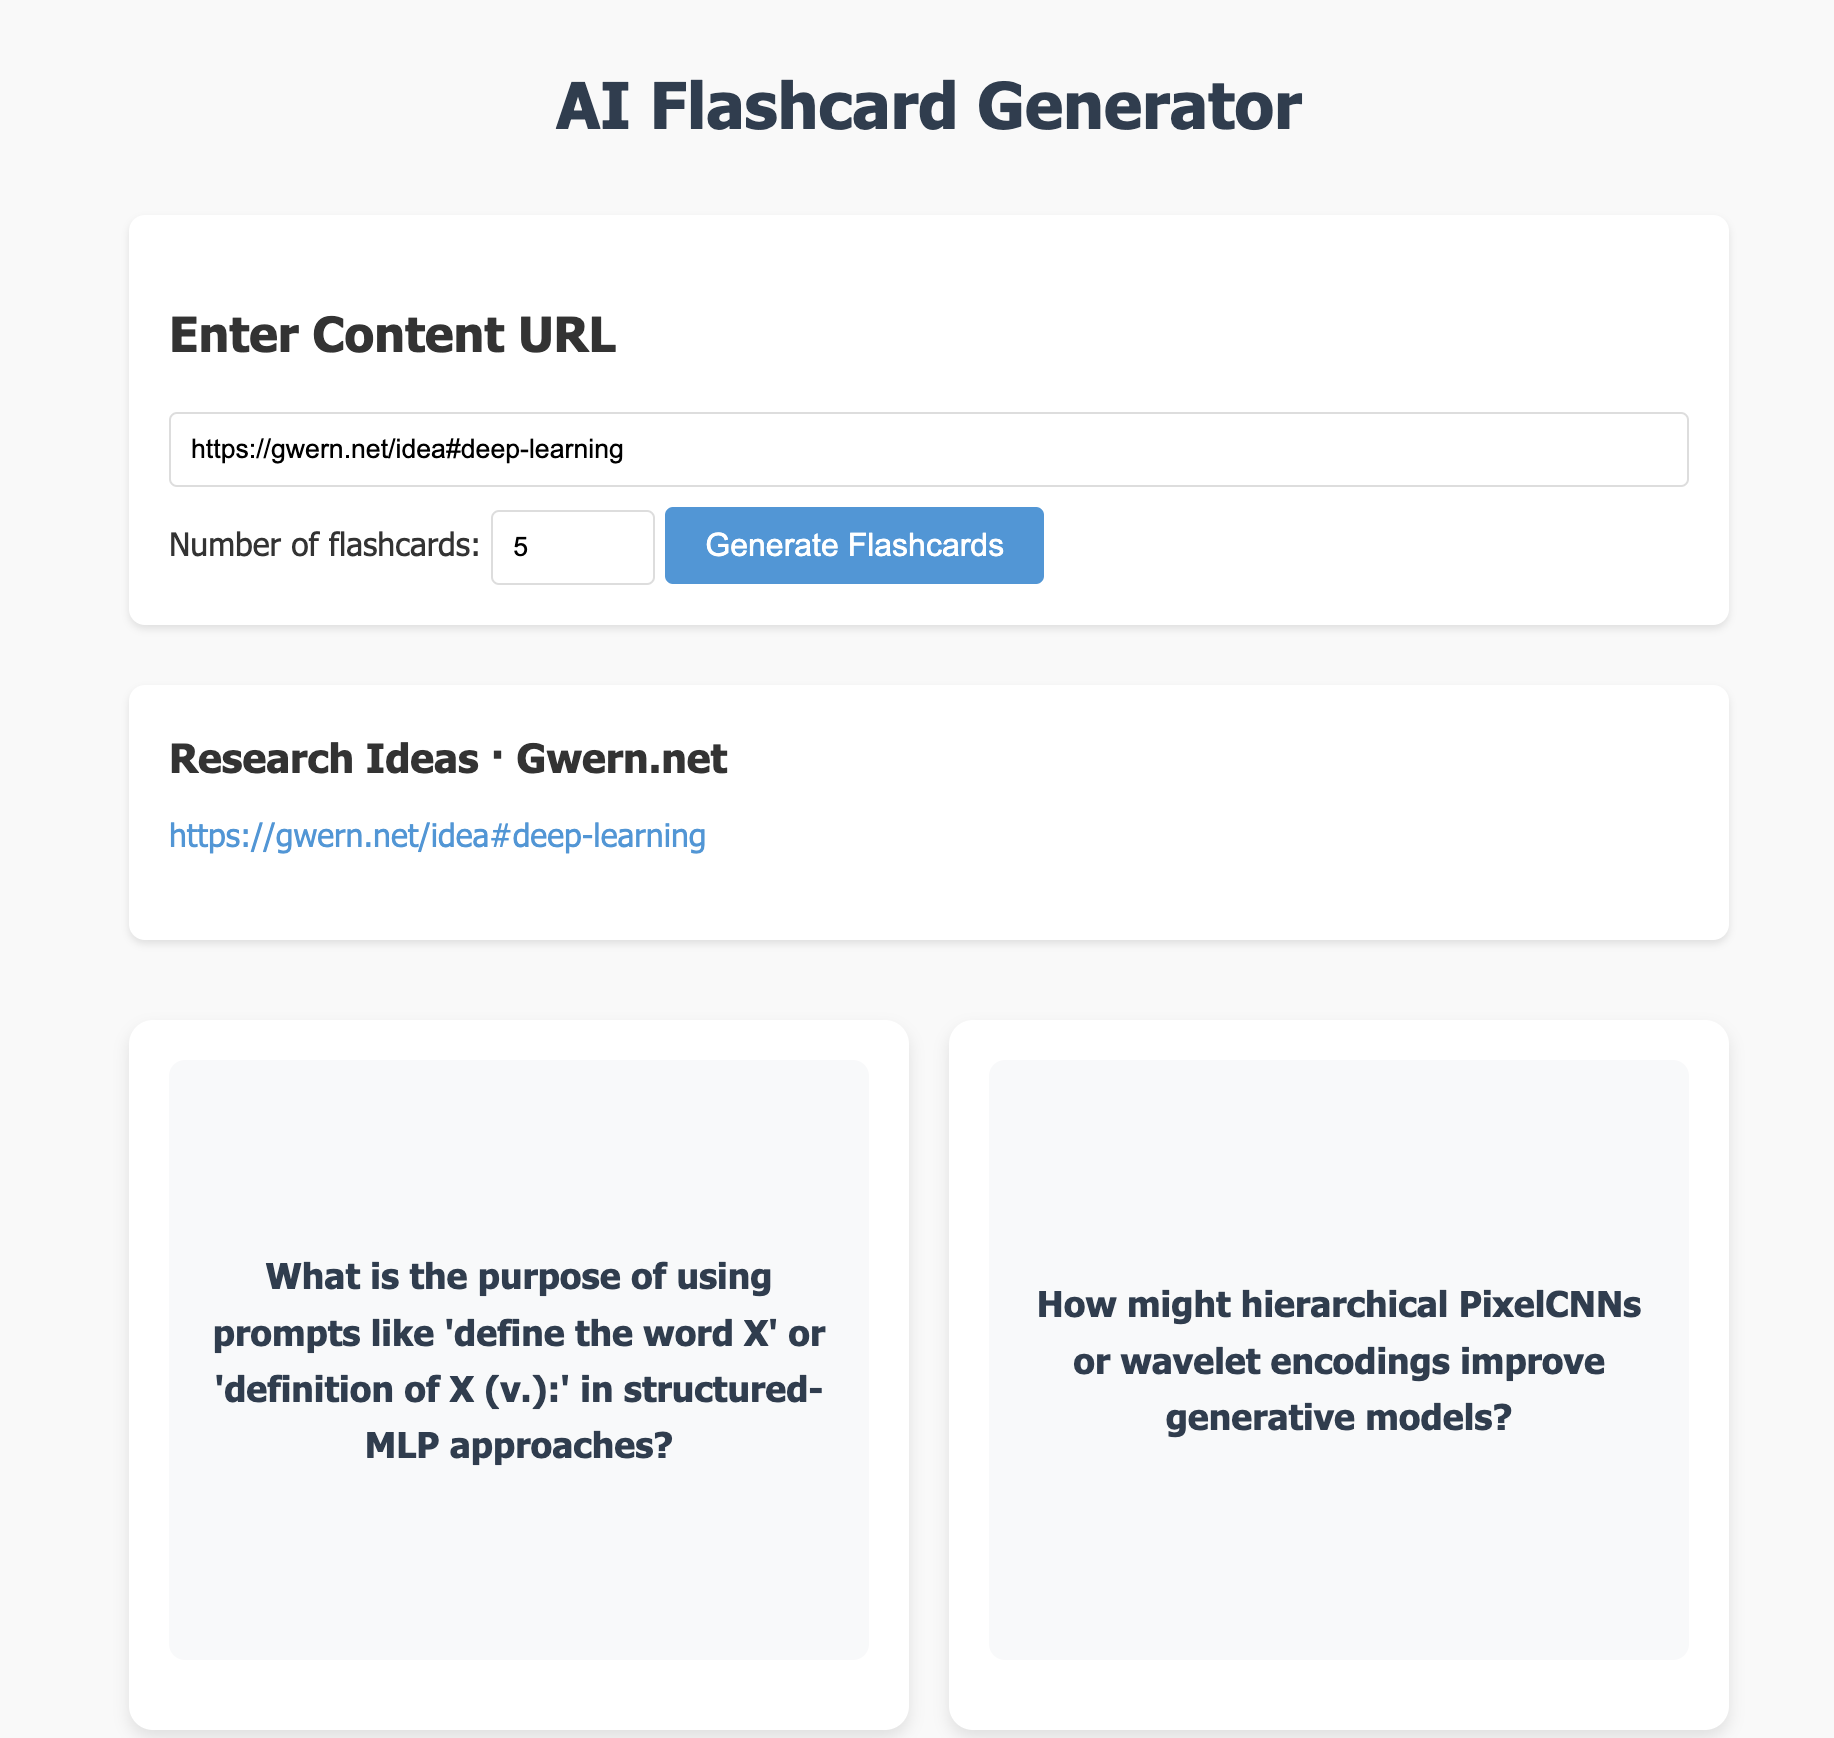 AI Flashcard Generator
Enter Content URL
https://gwern.net/idea#deep-learning
Number of flashcards: 5 Generate Flashcards
Research Ideas · Gwern.net
https://gwern.net/idea#deep-learning
What is the purpose of using
prompts like 'define the word X' or
'definition of X (v.):' in structured-
MLP approaches?
How might hierarchical PixelCNNs
or wavelet encodings improve
generative models?